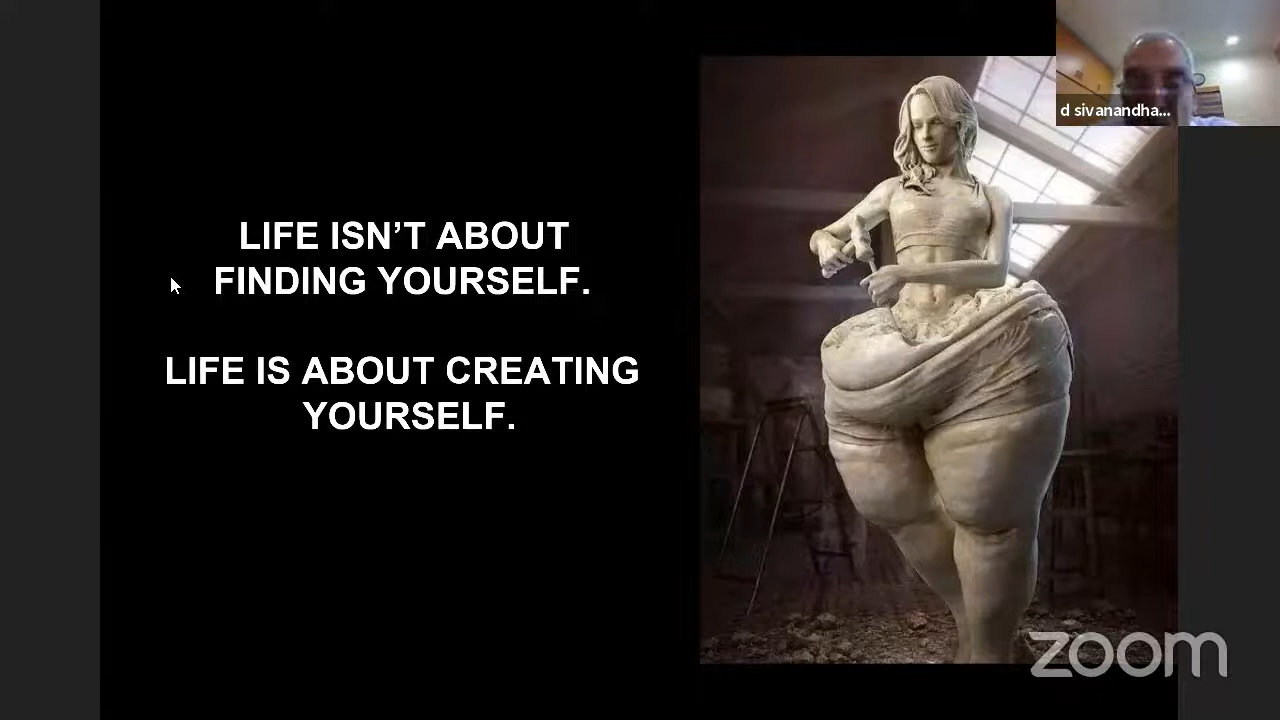 d sivanandha...
LIFE ISN’T ABOUT
FINDING YOURSELF.
LIFE IS ABOUT CREATING
YOURSELF.
zoom